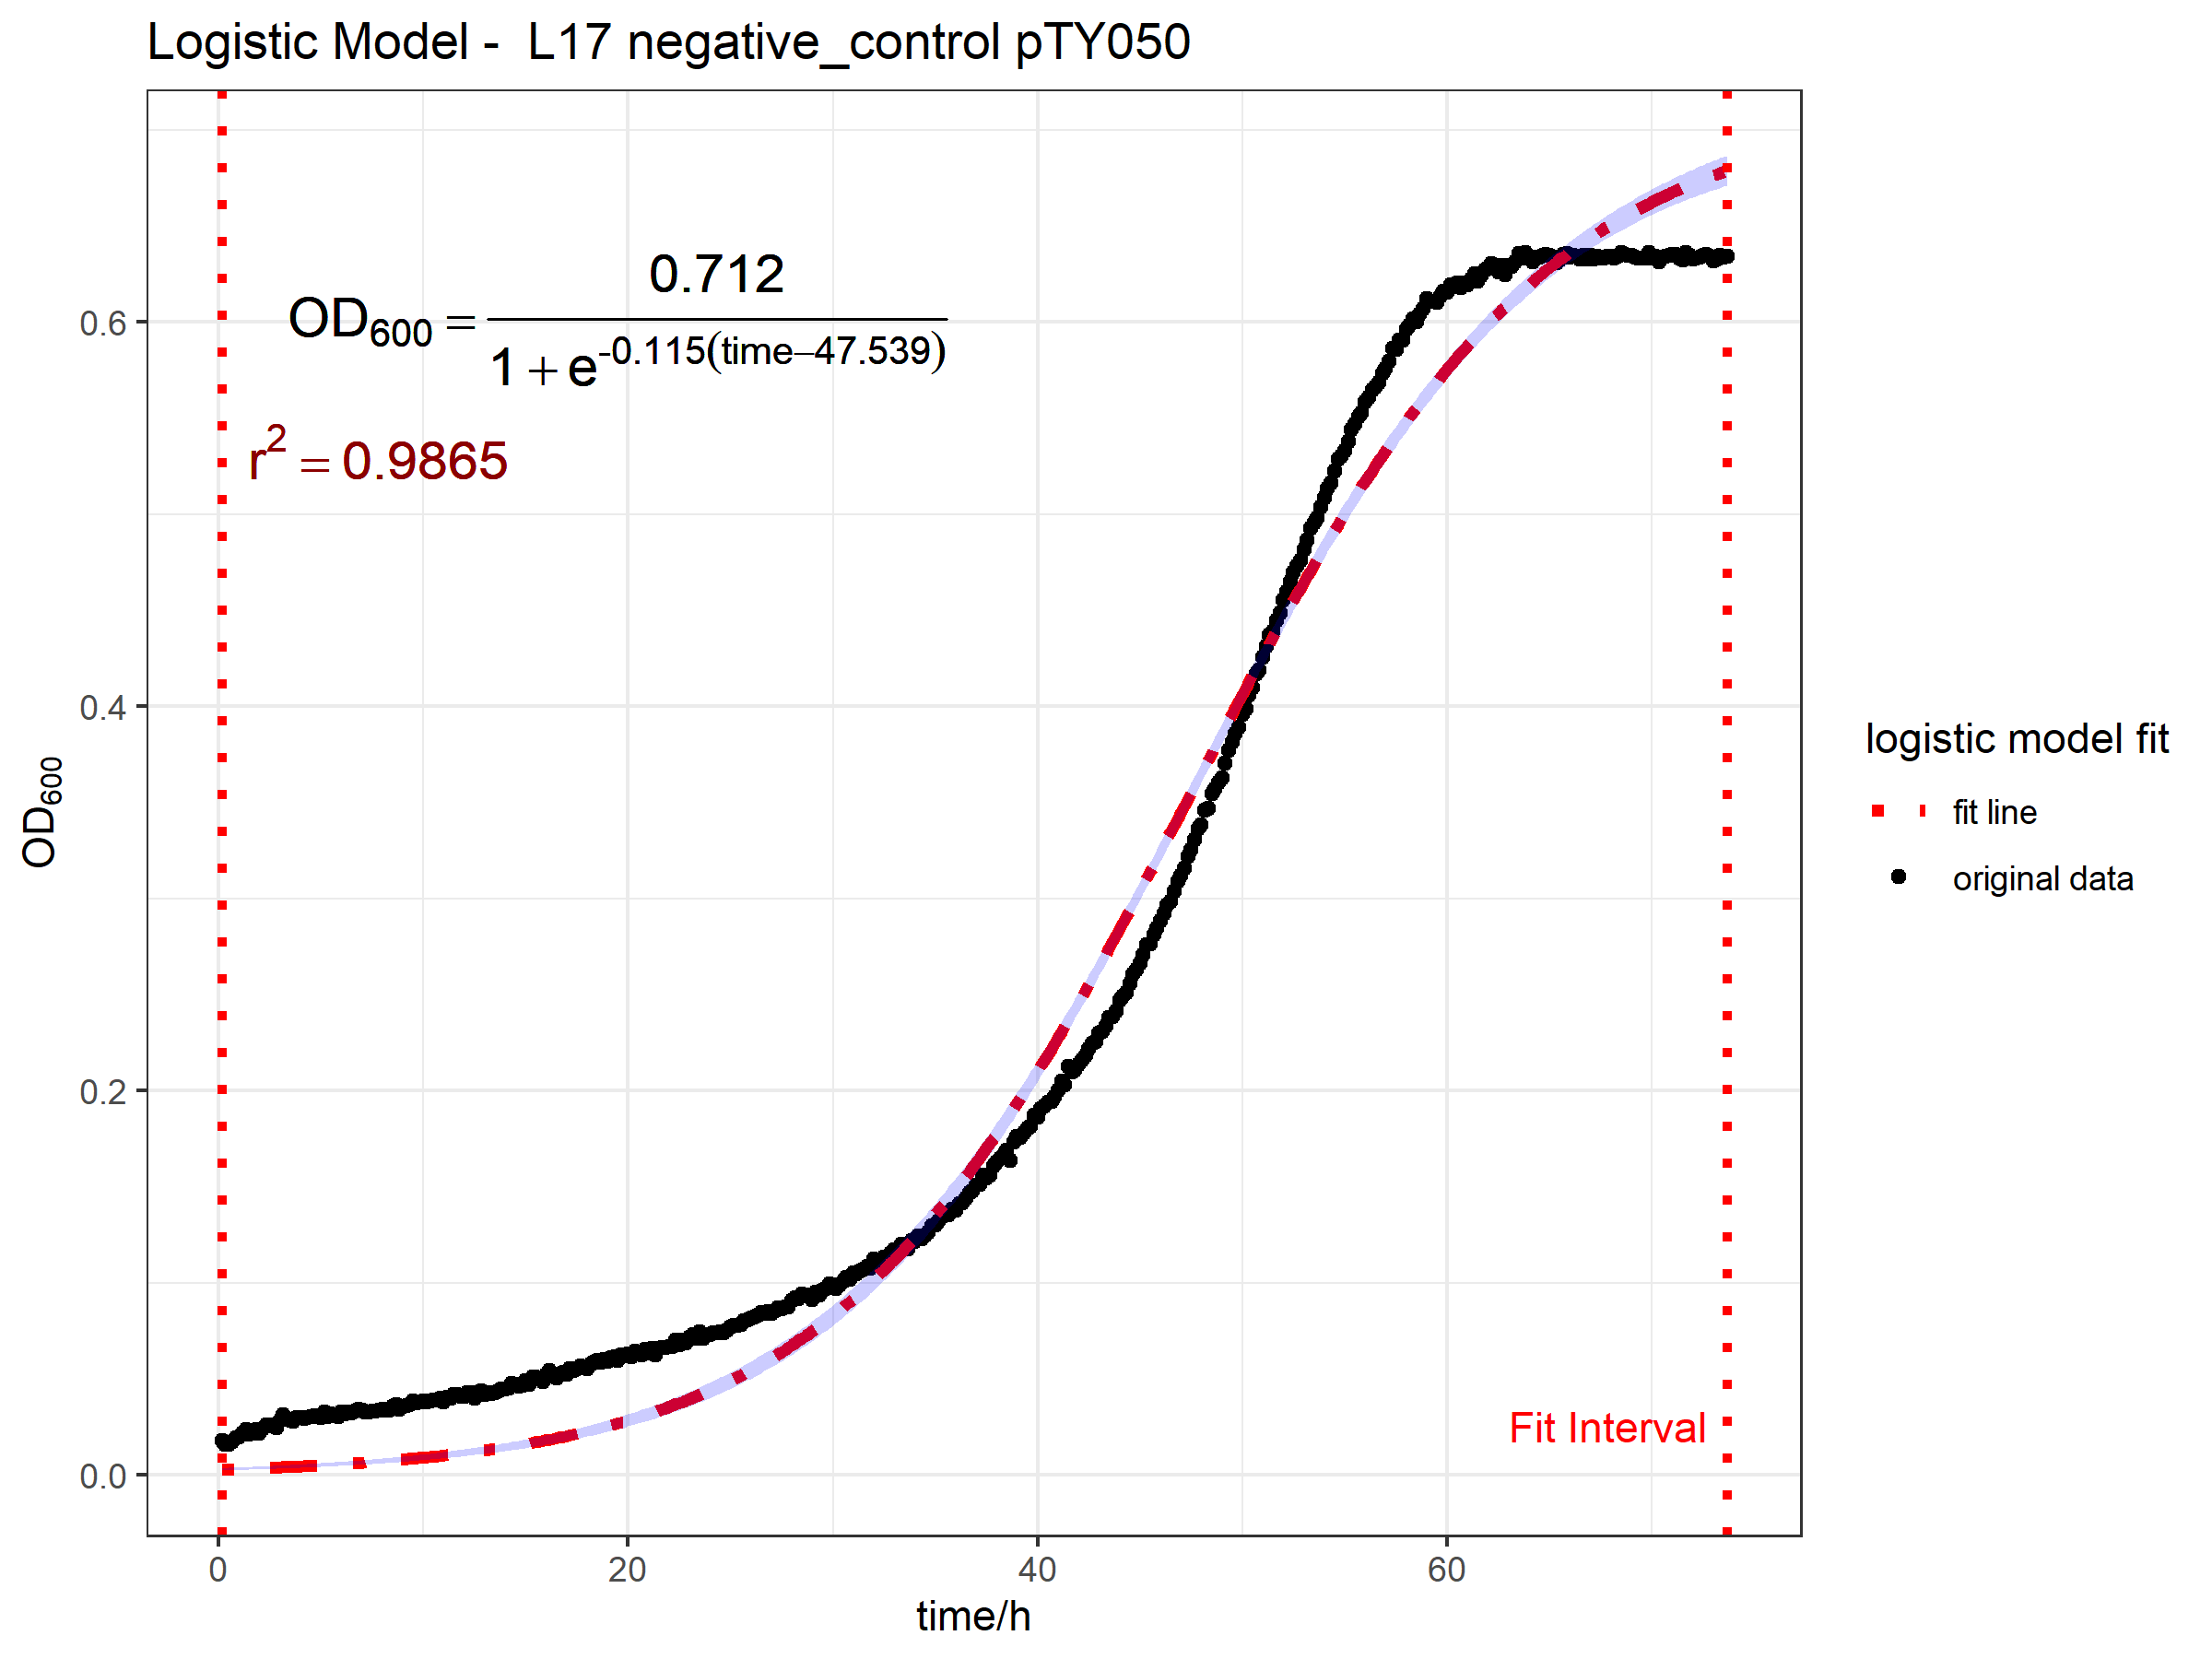 Logistic Model -  L17 negative_control pTY050
OD₆₀₀ = 0.712 / (1 + e^(-0.115(time−47.539)))
r² = 0.9865
0.6
0.4
0.2
0.0
OD₆₀₀
Fit Interval
0 20 40 60
time/h
logistic model fit
fit line
original data